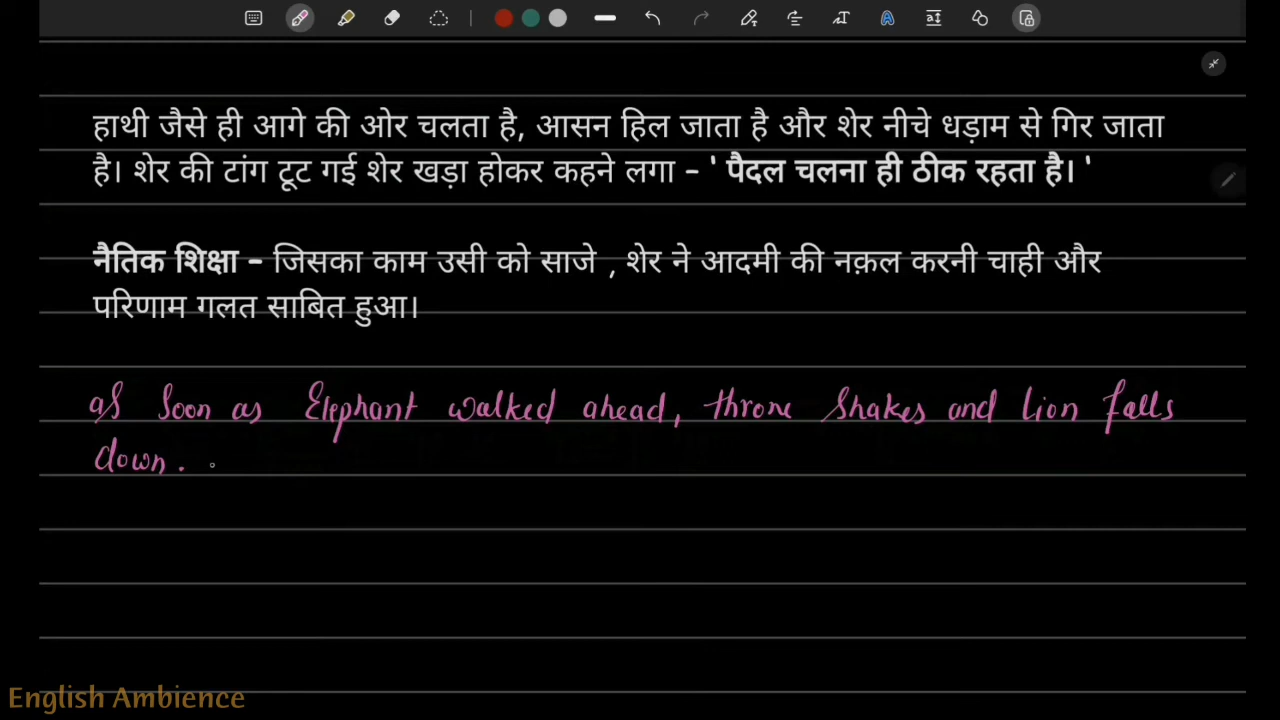 हाथी जैसे ही आगे की ओर चलता है, आसन हिल जाता है और शेर नीचे धड़ाम से गिर जाता
है। शेर की टांग टूट गई शेर खड़ा होकर कहने लगा – ' पैदल चलना ही ठीक रहता है। '
नैतिक शिक्षा – जिसका काम उसी को साजे , शेर ने आदमी की नक़ल करनी चाही और
परिणाम गलत साबित हुआ।
as soon as Elephant walked ahead, throne shakes and lion falls
down.
English Ambience